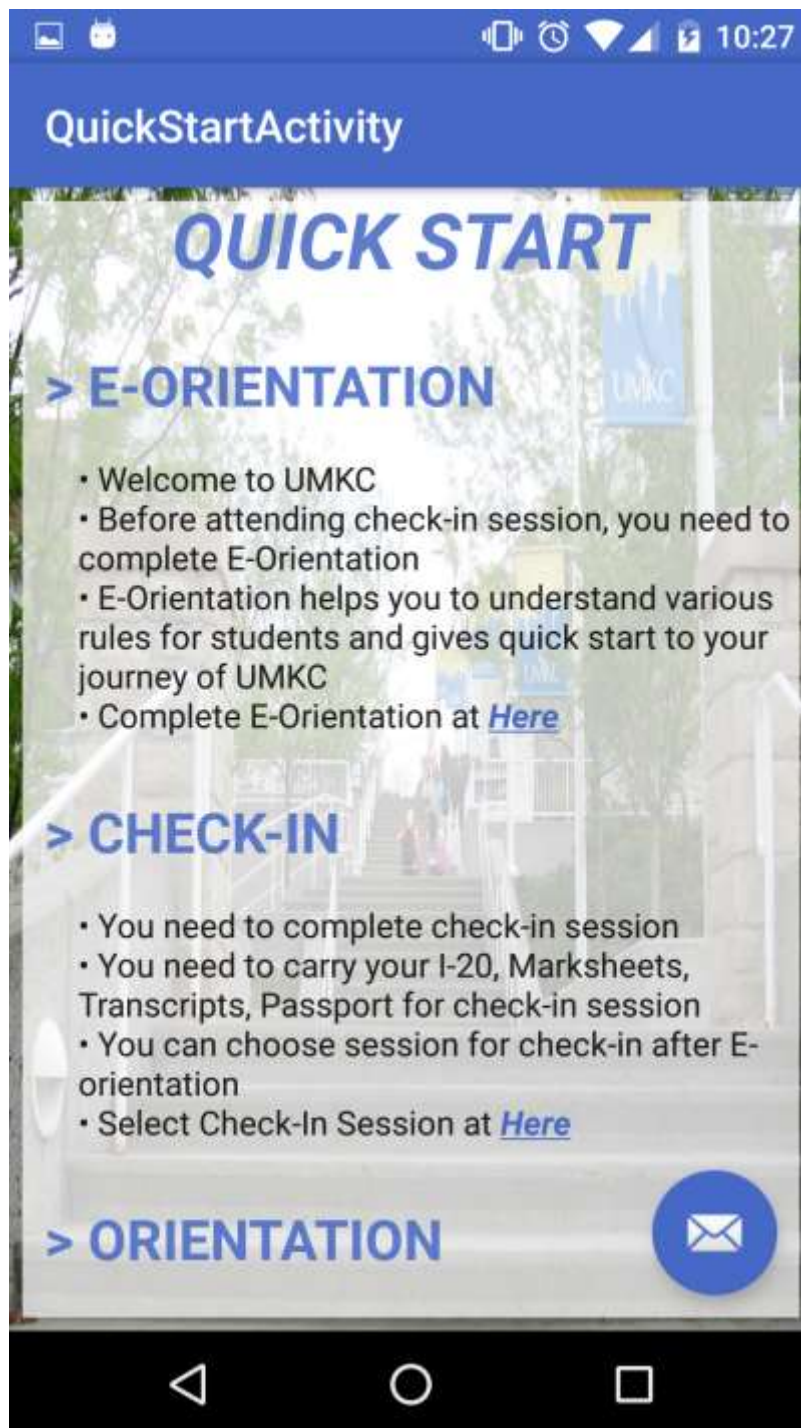 10:27
QuickStartActivity
QUICK START
UMKC
> E-ORIENTATION
• Welcome to UMKC
• Before attending check-in session, you need to
complete E-Orientation
• E-Orientation helps you to understand various
rules for students and gives quick start to your
journey of UMKC
• Complete E-Orientation at Here
> CHECK-IN
• You need to complete check-in session
• You need to carry your I-20, Marksheets,
Transcripts, Passport for check-in session
• You can choose session for check-in after E-
orientation
• Select Check-In Session at Here
> ORIENTATION